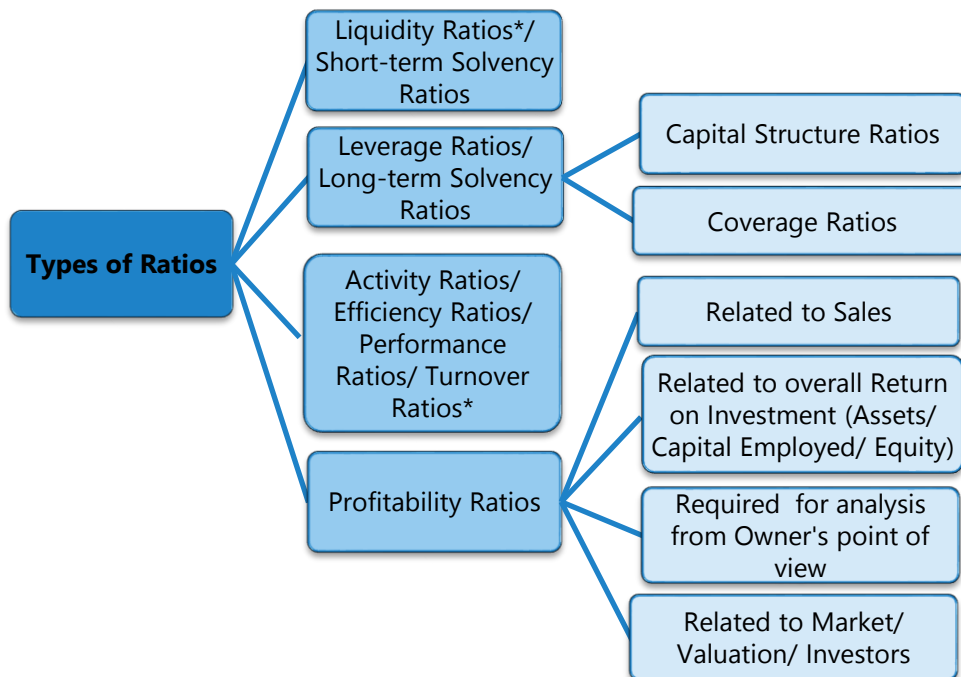 Types of Ratios
Liquidity Ratios*/
Short-term Solvency
Ratios
Leverage Ratios/
Long-term Solvency
Ratios
Capital Structure Ratios
Coverage Ratios
Activity Ratios/
Efficiency Ratios/
Performance
Ratios/ Turnover
Ratios*
Profitability Ratios
Related to Sales
Related to overall Return
on Investment (Assets/
Capital Employed/ Equity)
Required for analysis
from Owner's point of
view
Related to Market/
Valuation/ Investors